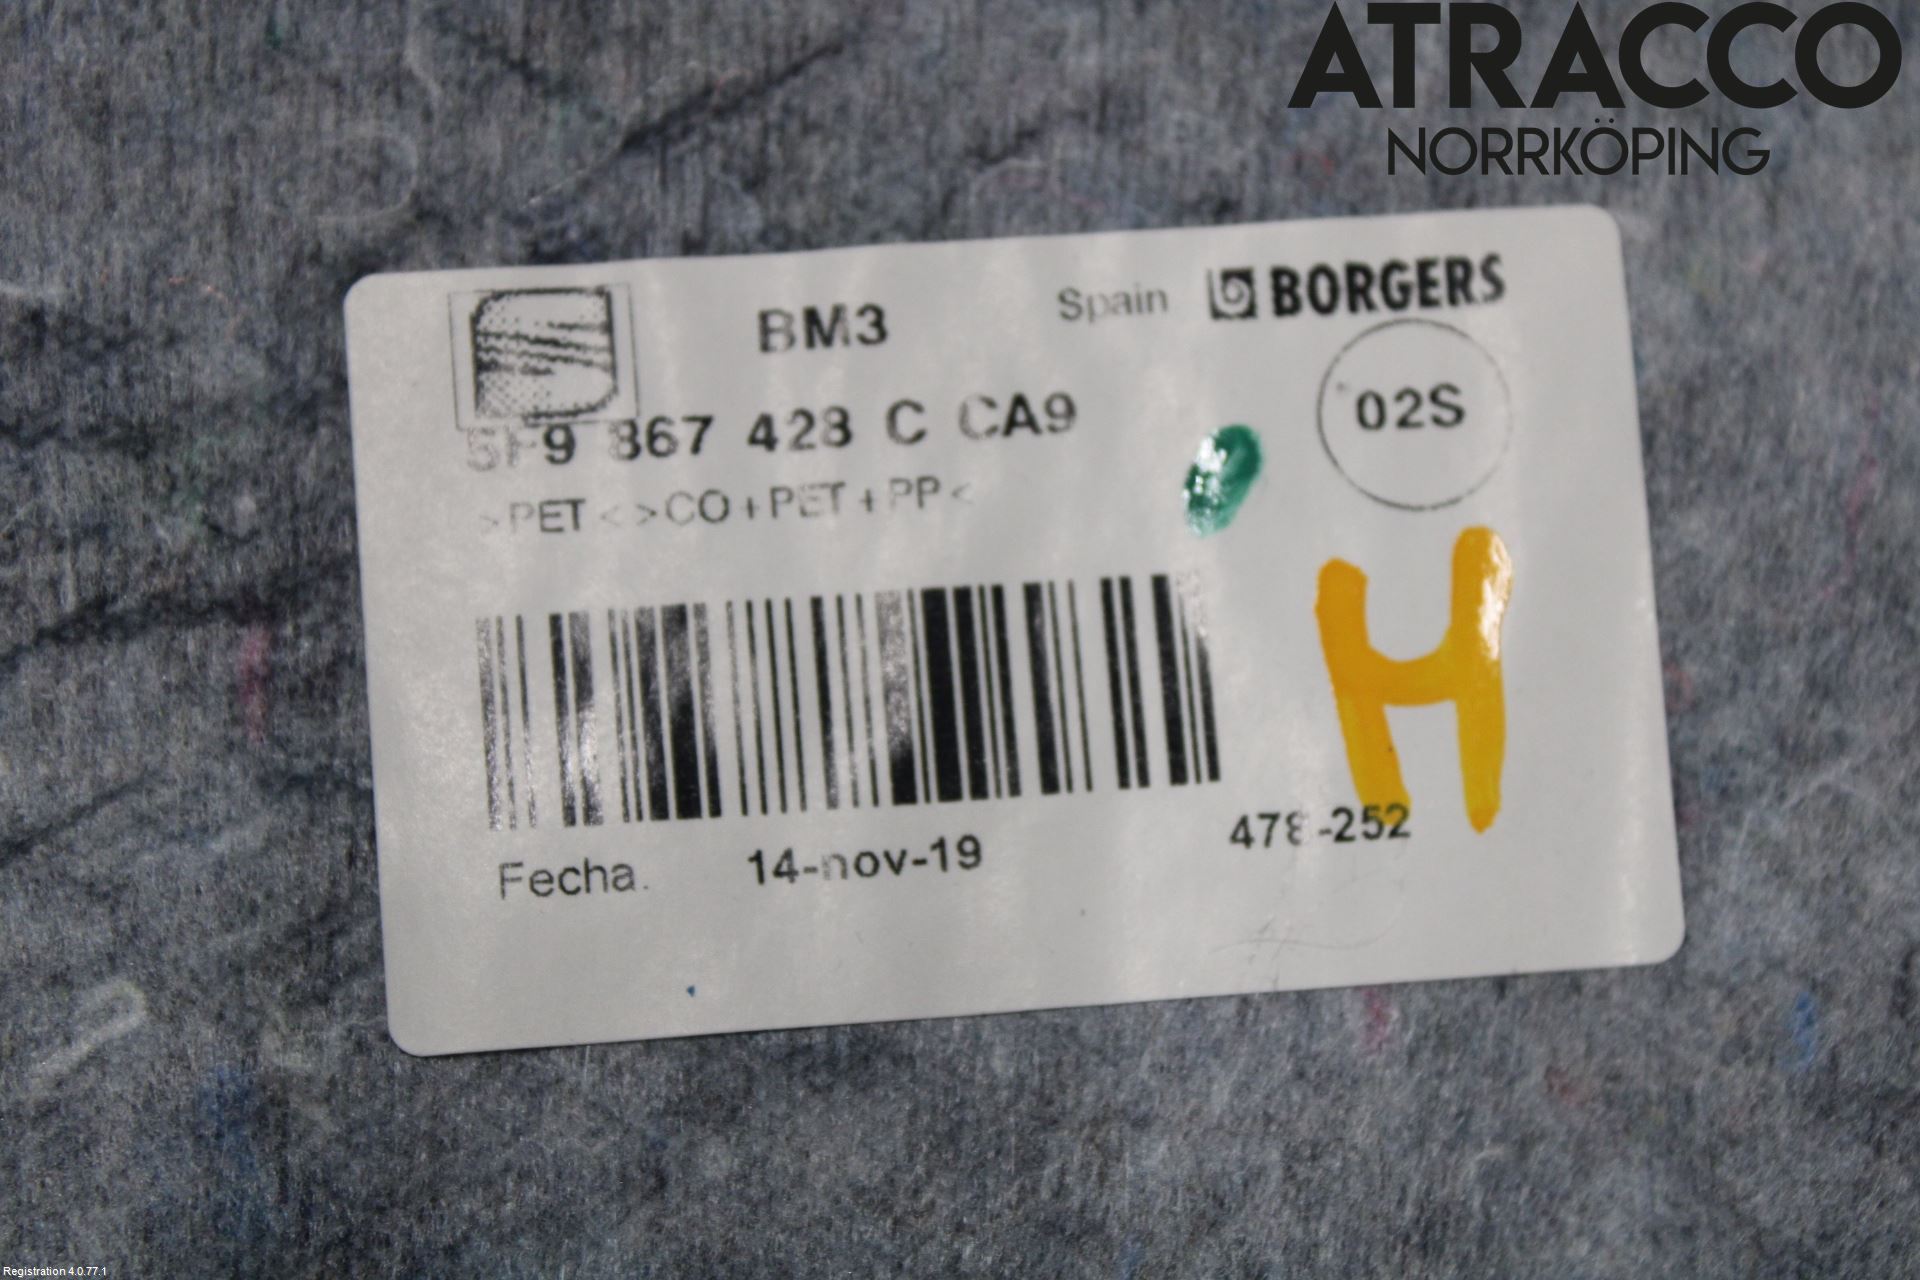 ATRACCO
NORRKÖPING
BM3
Spain
BORGERS
02S
5F9 867 428 C CA9
>PET< >CO+PET+PP<
H
Fecha.
14-nov-19
478-252
Registration 4.0.77.1